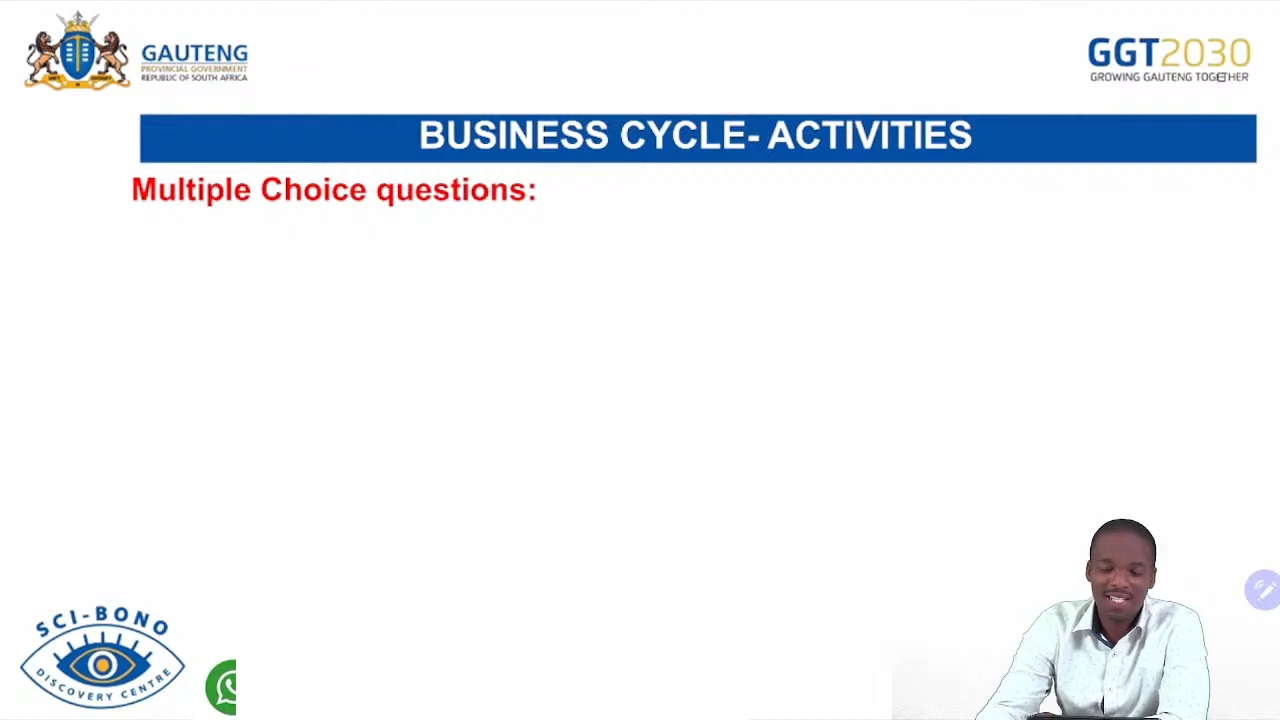 GAUTENG
PROVINCIAL GOVERNMENT
REPUBLIC OF SOUTH AFRICA
GGT2030
GROWING GAUTENG TOGETHER
BUSINESS CYCLE- ACTIVITIES
Multiple Choice questions:
SCI-BONO
DISCOVERY CENTRE